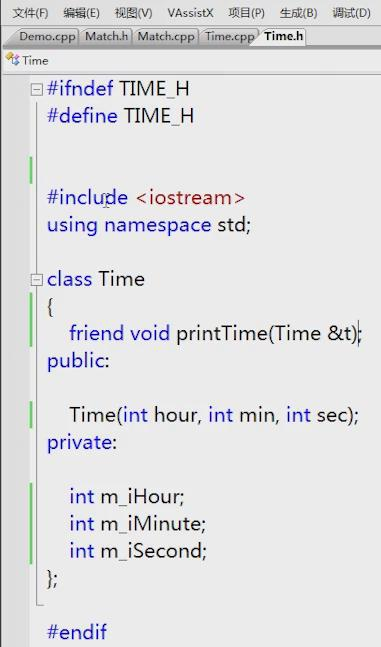 文件(F) 编辑(E) 视图(V) VAssistX 项目(P) 生成(B) 调试(D)
Demo.cpp Match.h Match.cpp Time.cpp Time.h
Time
#ifndef TIME_H
#define TIME_H
#include <iostream>
using namespace std;
class Time
{
friend void printTime(Time &t);
public:
Time(int hour, int min, int sec);
private:
int m_iHour;
int m_iMinute;
int m_iSecond;
};
#endif